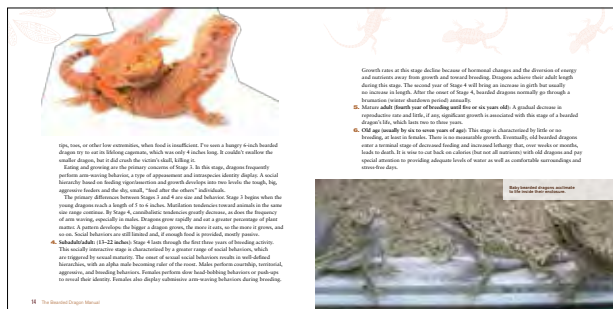 tips, toes, or other low extremities, when food is insufficient. I've seen a hungry 6-inch bearded
dragon try to eat its lifelong cagemate, which was only 4 inches long. It couldn't swallow the
smaller dragon, but it did crush the victim's skull, killing it.
Eating and growing are the primary concerns of Stage 3. In this stage, dragons frequently
perform arm-waving behavior, a type of appeasement and intraspecies identity display. A social
hierarchy based on feeding vigor/assertion and growth develops into two levels: the tough, big,
aggressive feeders and the shy, small, "feed after the others" individuals.
The primary differences between Stages 3 and 4 are size and behavior. Stage 3 begins when the
young dragons reach a length of 5 to 6 inches. Mutilation tendencies toward animals in the same
size range continue. By Stage 4, cannibalistic tendencies greatly decrease, as does the frequency
of arm waving, especially in males. Dragons grow rapidly and eat a greater percentage of plant
matter. A pattern develops: the bigger a dragon grows, the more it eats, so the more it grows, and
so on. Social behaviors are still limited and, if enough food is provided, mostly passive.
4. Subadult/adult: (13–22 inches): Stage 4 lasts through the first three years of breeding activity.
This socially interactive stage is characterized by a greater range of social behaviors, which
are triggered by sexual maturity. The onset of sexual social behaviors results in well-defined
hierarchies, with an alpha male becoming ruler of the roost. Males perform courtship, territorial,
aggressive, and breeding behaviors. Females perform slow head-bobbing behaviors or push-ups
to reveal their identity. Females also display submissive arm-waving behaviors during breeding.
14 The Bearded Dragon Manual
Growth rates at this stage decline because of hormonal changes and the diversion of energy
and nutrients away from growth and toward breeding. Dragons achieve their adult length
during this stage. The second year of Stage 4 will bring an increase in girth but usually
no increase in length. After the onset of Stage 4, bearded dragons normally go through a
brumation (winter shutdown period) annually.
5. Mature adult (fourth year of breeding until five or six years old): A gradual decrease in
reproductive rate and little, if any, significant growth is associated with this stage of a bearded
dragon's life, which lasts two to three years.
6. Old age (usually by six to seven years of age): This stage is characterized by little or no
breeding, at least in females. There is no measurable growth. Eventually, old bearded dragons
enter a terminal stage of decreased feeding and increased lethargy that, over weeks or months,
leads to death. It is wise to cut back on calories (but not all nutrients) with old dragons and pay
special attention to providing adequate levels of water as well as comfortable surroundings and
stress-free days.
Baby bearded dragons acclimate
to life inside their enclosure.